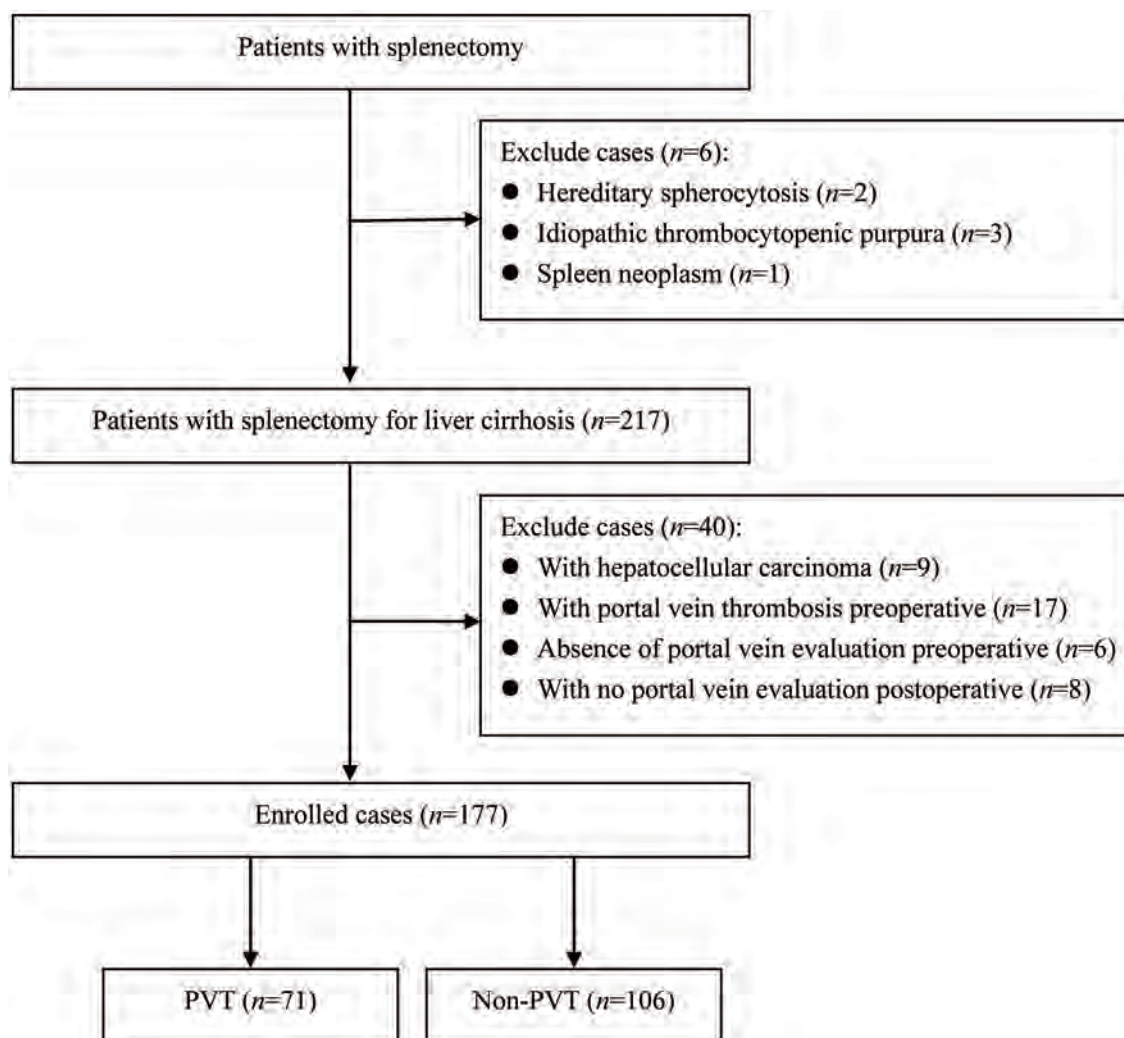 Patients with splenectomy
Exclude cases (n=6):
● Hereditary spherocytosis (n=2)
● Idiopathic thrombocytopenic purpura (n=3)
● Spleen neoplasm (n=1)
Patients with splenectomy for liver cirrhosis (n=217)
Exclude cases (n=40):
● With hepatocellular carcinoma (n=9)
● With portal vein thrombosis preoperative (n=17)
● Absence of portal vein evaluation preoperative (n=6)
● With no portal vein evaluation postoperative (n=8)
Enrolled cases (n=177)
PVT (n=71)
Non-PVT (n=106)